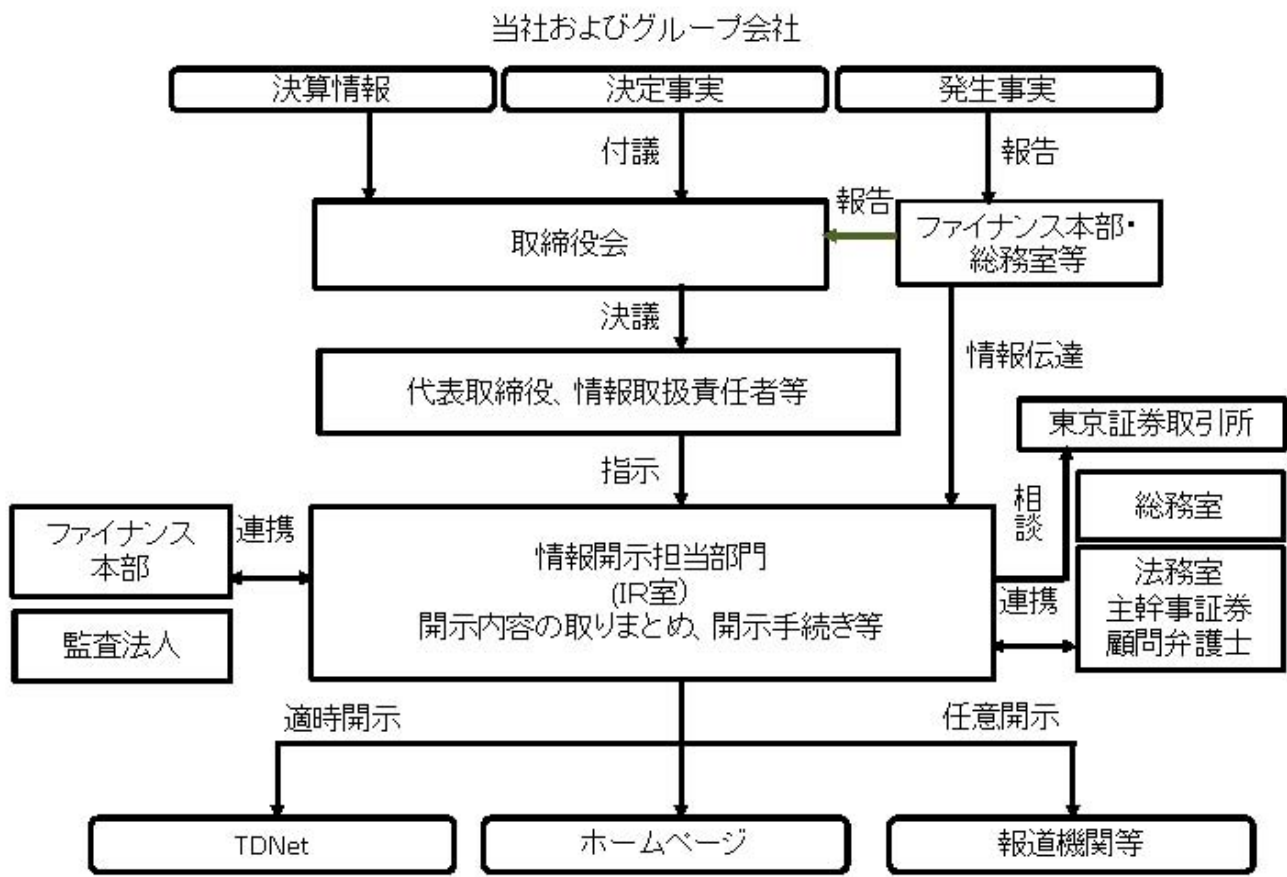 当社およびグループ会社
決算情報
決定事実
発生事実
付議
報告
取締役会
報告
ファイナンス本部・
総務室等
決議
情報伝達
代表取締役、情報取扱責任者等
東京証券取引所
指示
相談
総務室
ファイナンス
本部
連携
情報開示担当部門
(IR室)
開示内容の取りまとめ、開示手続き等
連携
法務室
主幹事証券
顧問弁護士
監査法人
適時開示
任意開示
TDNet
ホームページ
報道機関等